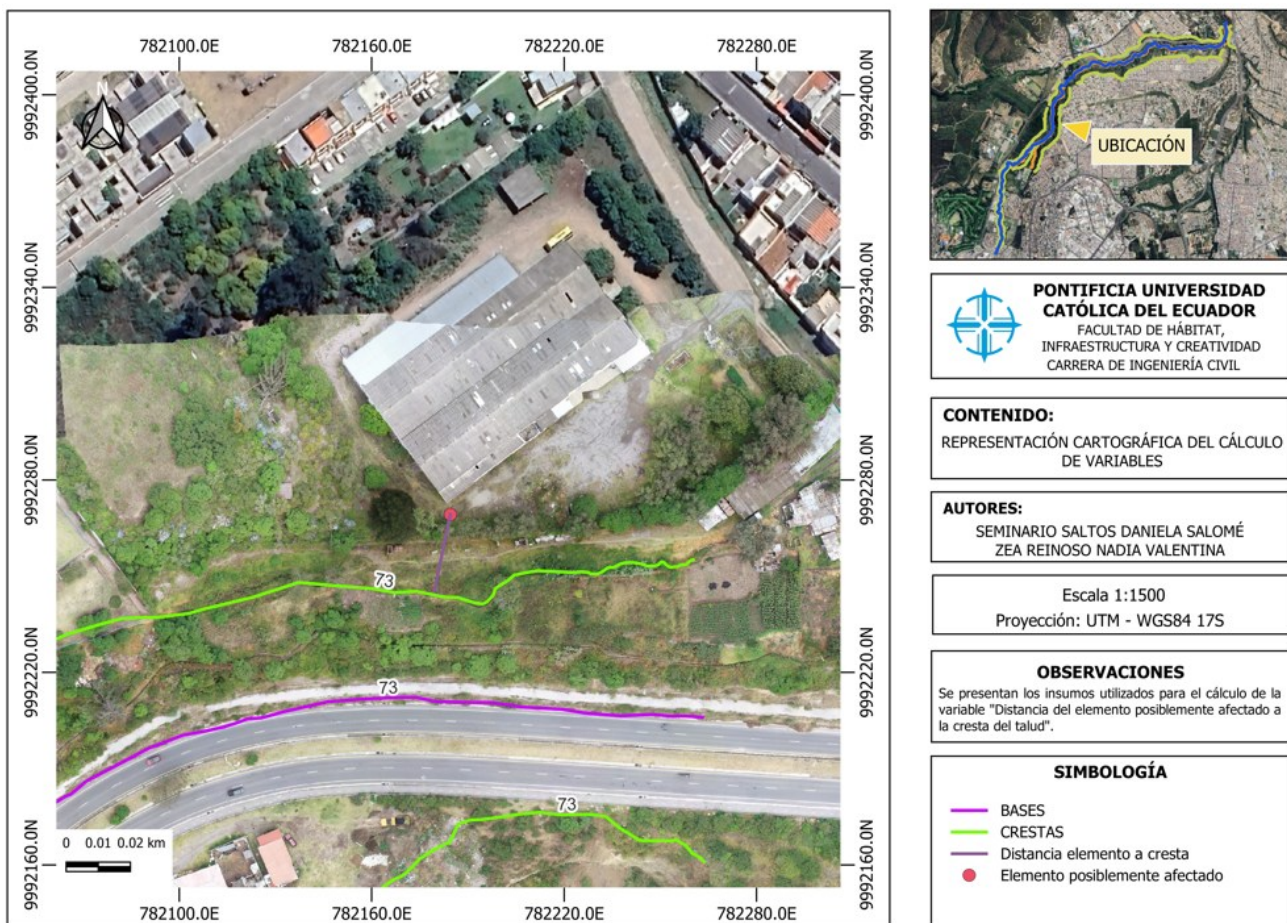 782100.0E 782160.0E 782220.0E 782280.0E
9992400.0N
9992400.0N
9992340.0N
9992340.0N
9992280.0N
9992280.0N
9992220.0N
9992220.0N
9992160.0N
9992160.0N
N
73
73
73
0 0.01 0.02 km
782100.0E 782160.0E 782220.0E 782280.0E
UBICACIÓN
PONTIFICIA UNIVERSIDAD
CATÓLICA DEL ECUADOR
FACULTAD DE HÁBITAT,
INFRAESTRUCTURA Y CREATIVIDAD
CARRERA DE INGENIERÍA CIVIL
CONTENIDO:
REPRESENTACIÓN CARTOGRÁFICA DEL CÁLCULO
DE VARIABLES
AUTORES:
SEMINARIO SALTOS DANIELA SALOMÉ
ZEA REINOSO NADIA VALENTINA
Escala 1:1500
Proyección: UTM - WGS84 17S
OBSERVACIONES
Se presentan los insumos utilizados para el cálculo de la
variable "Distancia del elemento posiblemente afectado a
la cresta del talud".
SIMBOLOGÍA
BASES
CRESTAS
Distancia elemento a cresta
Elemento posiblemente afectado